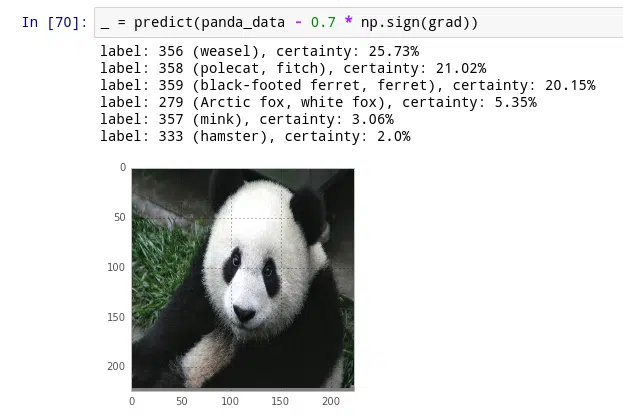 In [70]: _ = predict(panda_data - 0.7 * np.sign(grad))
label: 356 (weasel), certainty: 25.73%
label: 358 (polecat, fitch), certainty: 21.02%
label: 359 (black-footed ferret, ferret), certainty: 20.15%
label: 279 (Arctic fox, white fox), certainty: 5.35%
label: 357 (mink), certainty: 3.06%
label: 333 (hamster), certainty: 2.0%
0
50
100
150
200
0 50 100 150 200